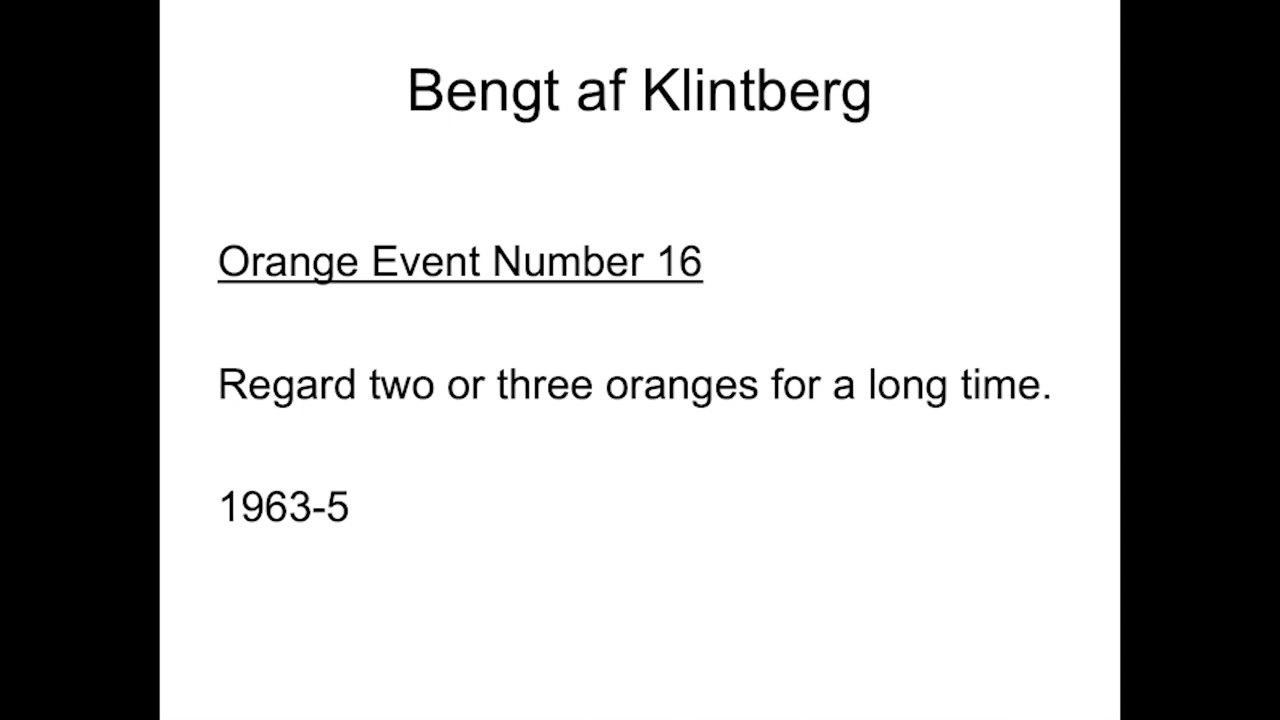 Bengt af Klintberg
Orange Event Number 16
Regard two or three oranges for a long time.
1963-5